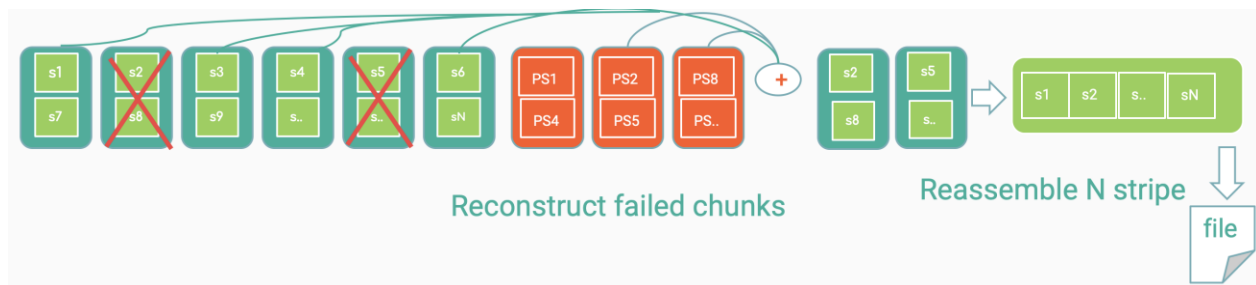 s1 s2 s3 s4 s5 s6 PS1 PS2 PS8 + s2 s5
s7 s8 s9 s.. s.. sN PS4 PS5 PS.. s8 s..
s1 s2 s.. sN
Reconstruct failed chunks
Reassemble N stripe
file